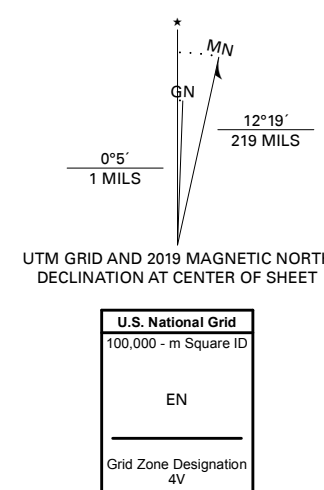 ★
MN
GN
12°19´
219 MILS
0°5´
1 MILS
UTM GRID AND 2019 MAGNETIC NORTH
DECLINATION AT CENTER OF SHEET
U.S. National Grid
100,000 - m Square ID
EN
Grid Zone Designation
4V